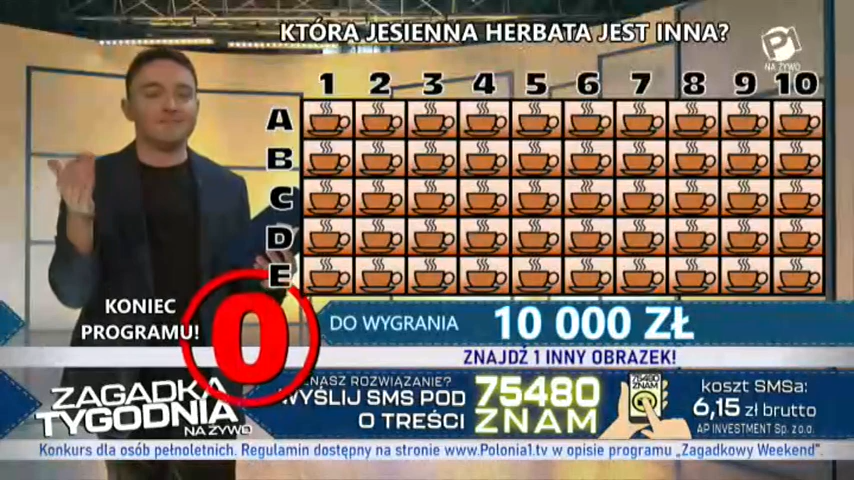 KTÓRA JESIENNA HERBATA JEST INNA?
P1
NA ŻYWO
1 2 3 4 5 6 7 8 9 10
A
B
C
D
E
KONIEC
PROGRAMU!
0
DO WYGRANIA 10 000 ZŁ
ZNAJDŹ 1 INNY OBRAZEK!
ZAGADKA
TYGODNIA
NA ŻYWO
ZNASZ ROZWIĄZANIE?
WYŚLIJ SMS POD 75480
O TREŚCI ZNAM
75480
ZNAM
koszt SMSa:
6,15 zł brutto
AP INVESTMENT Sp. z o.o.
Konkurs dla osób pełnoletnich. Regulamin dostępny na stronie www.Polonia1.tv w opisie programu „Zagadkowy Weekend".